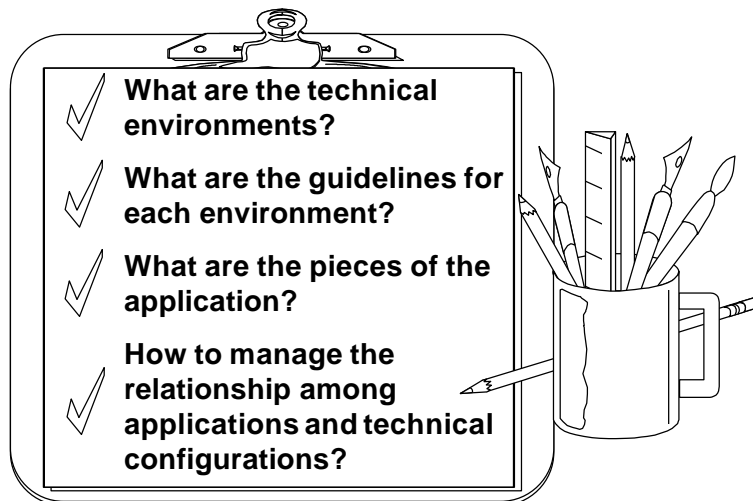 What are the technical
environments?
What are the guidelines for
each environment?
What are the pieces of the
application?
How to manage the
relationship among
applications and technical
configurations?